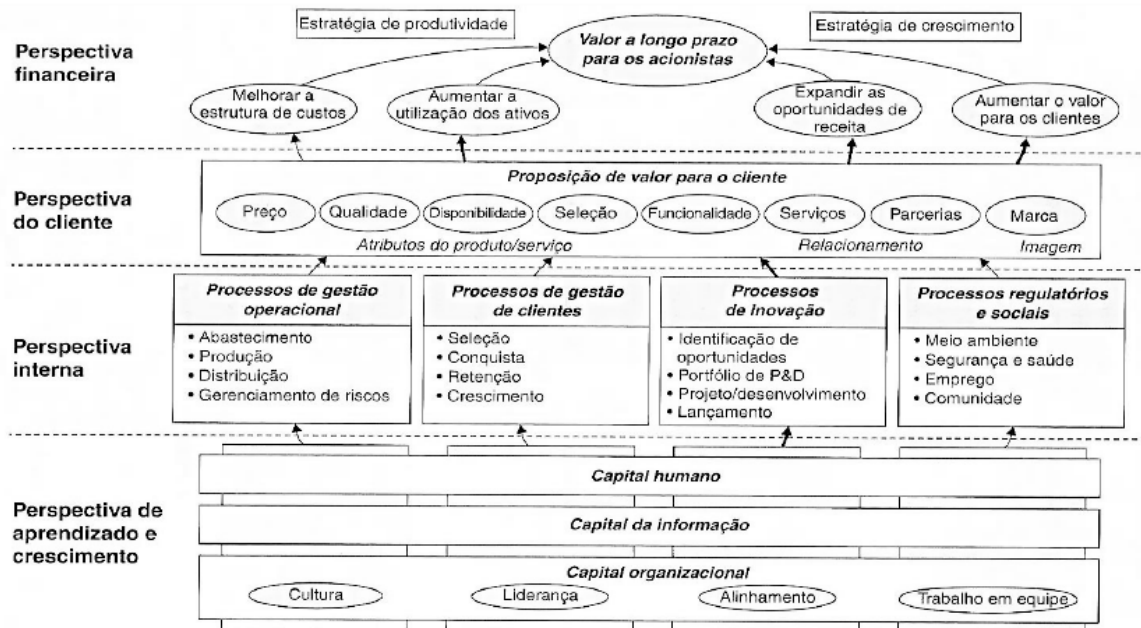 Perspectiva
financeira
Estratégia de produtividade
Valor a longo prazo
para os acionistas
Estratégia de crescimento
Melhorar a
estrutura de custos
Aumentar a
utilização dos ativos
Expandir as
oportunidades de
receita
Aumentar o valor
para os clientes
Perspectiva
do cliente
Proposição de valor para o cliente
Preço
Qualidade
Disponibilidade
Seleção
Funcionalidade
Serviços
Parcerias
Marca
Atributos do produto/serviço
Relacionamento
Imagem
Perspectiva
interna
Processos de gestão
operacional
• Abastecimento
• Produção
• Distribuição
• Gerenciamento de riscos
Processos de gestão
de clientes
• Seleção
• Conquista
• Retenção
• Crescimento
Processos
de inovação
• Identificação de
oportunidades
• Portfólio de P&D
• Projeto/desenvolvimento
• Lançamento
Processos regulatórios
e sociais
• Meio ambiente
• Segurança e saúde
• Emprego
• Comunidade
Perspectiva de
aprendizado e
crescimento
Capital humano
Capital da informação
Capital organizacional
Cultura
Liderança
Alinhamento
Trabalho em equipe